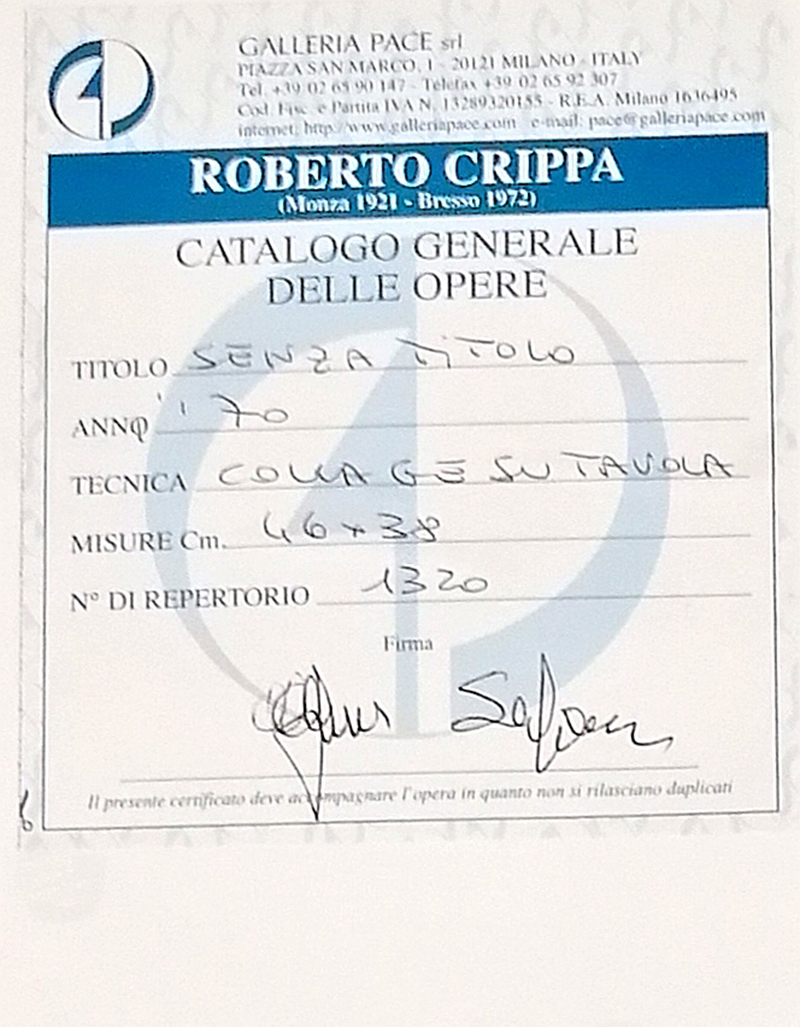 GALLERIA PACE srl
PIAZZA SAN MARCO, 1 - 20121 MILANO - ITALY
Tel. +39 02 65 90 147 - Telefax +39 02 65 92 307
Cod. Fisc. e Partita IVA N. 13289320155 - R.E.A. Milano 1636495
internet: http://www.galleriapace.com e-mail: pace@galleriapace.com
ROBERTO CRIPPA
(Monza 1921 - Bresso 1972)
CATALOGO GENERALE
DELLE OPERE
TITOLO SENZA TITOLO
ANNO '70
TECNICA COLLAGE SU TAVOLA
MISURE Cm. 46 x 38
N° DI REPERTORIO 1320
Firma
Il presente certificato deve accompagnare l'opera in quanto non si rilasciano duplicati